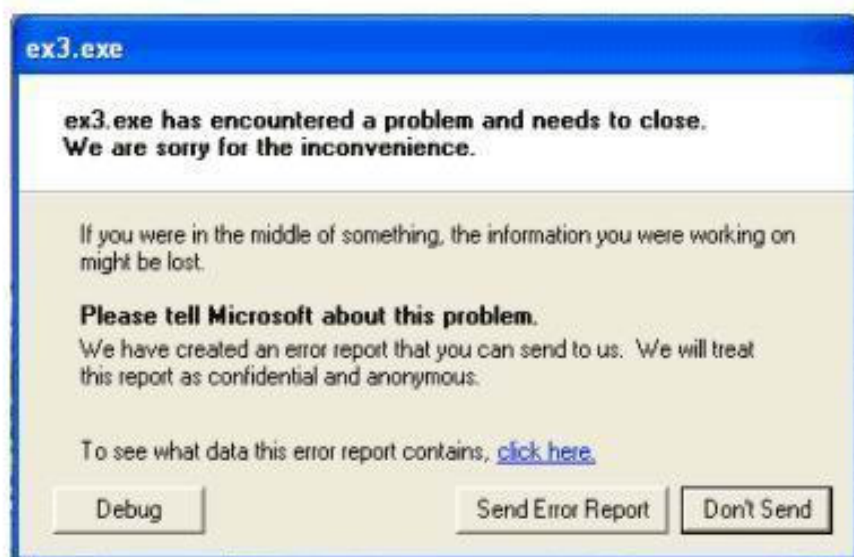 ex3.exe
ex3.exe has encountered a problem and needs to close.
We are sorry for the inconvenience.
If you were in the middle of something, the information you were working on
might be lost.
Please tell Microsoft about this problem.
We have created an error report that you can send to us. We will treat
this report as confidential and anonymous.
To see what data this error report contains, click here.
Debug Send Error Report Don't Send